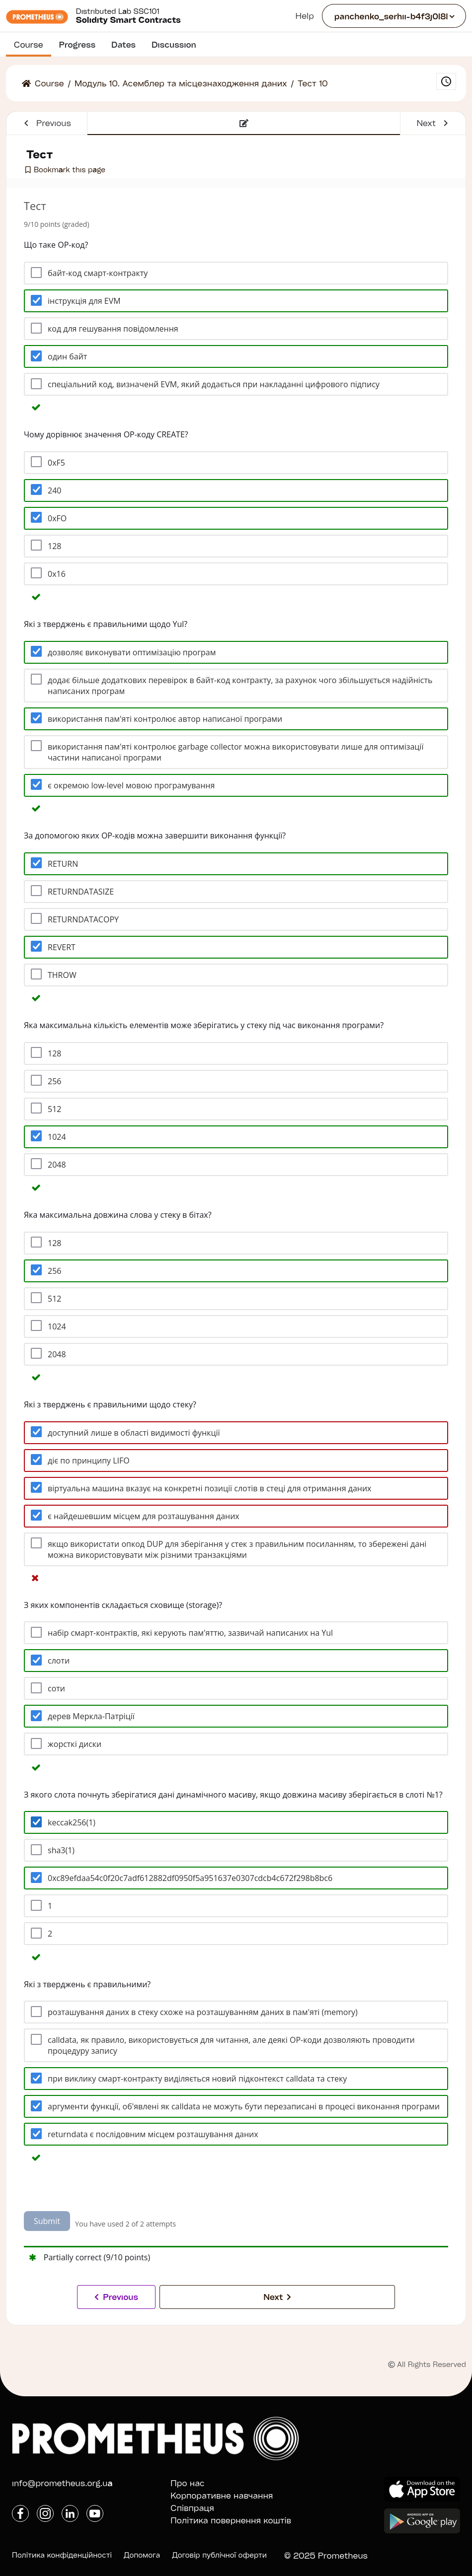 PROMETHEUS
Distributed Lab SSC101
Solidity Smart Contracts
Help
panchenko_serhii-b4f3j0l8l
Course Progress Dates Discussion
Course / Модуль 10. Асемблер та місцезнаходження даних / Тест 10
Previous
Next
Тест
Bookmark this page
Тест
9/10 points (graded)
Що таке OP-код?
байт-код смарт-контракту
інструкція для EVM
код для гешування повідомлення
один байт
спеціальний код, визначенй EVM, який додається при накладанні цифрового підпису
Чому дорівнює значення OP-коду CREATE?
0xF5
240
0xFO
128
0x16
Які з тверджень є правильними щодо Yul?
дозволяє виконувати оптимізацію програм
додає більше додаткових перевірок в байт-код контракту, за рахунок чого збільшується надійність
написаних програм
використання пам'яті контролює автор написаної програми
використання пам'яті контролює garbage collector можна використовувати лише для оптимізації
частини написаної програми
є окремою low-level мовою програмування
За допомогою яких OP-кодів можна завершити виконання функції?
RETURN
RETURNDATASIZE
RETURNDATACOPY
REVERT
THROW
Яка максимальна кількість елементів може зберігатись у стеку під час виконання програми?
128
256
512
1024
2048
Яка максимальна довжина слова у стеку в бітах?
128
256
512
1024
2048
Які з тверджень є правильними щодо стеку?
доступний лише в області видимості функції
діє по принципу LIFO
віртуальна машина вказує на конкретні позиції слотів в стеці для отримання даних
є найдешевшим місцем для розташування даних
якщо використати опкод DUP для зберігання у стек з правильним посиланням, то збережені дані
можна використовувати між різними транзакціями
З яких компонентів складається сховище (storage)?
набір смарт-контрактів, які керують пам'яттю, зазвичай написаних на Yul
слоти
соти
дерев Меркла-Патріції
жорсткі диски
З якого слота почнуть зберігатися дані динамічного масиву, якщо довжина масиву зберігається в слоті №1?
keccak256(1)
sha3(1)
0xc89efdaa54c0f20c7adf612882df0950f5a951637e0307cdcb4c672f298b8bc6
1
2
Які з тверджень є правильними?
розташування даних в стеку схоже на розташуванням даних в пам'яті (memory)
calldata, як правило, використовується для читання, але деякі OP-коди дозволяють проводити
процедуру запису
при виклику смарт-контракту виділяється новий підконтекст calldata та стеку
аргументи функції, об'явлені як calldata не можуть бути перезаписані в процесі виконання програми
returndata є послідовним місцем розташування даних
Submit
You have used 2 of 2 attempts
Partially correct (9/10 points)
Previous
Next
© All Rights Reserved
PROMETHEUS
info@prometheus.org.ua
Про нас
Корпоративне навчання
Співпраця
Політика повернення коштів
Download on the
App Store
ANDROID APP ON
Google play
Політика конфіденційності Допомога Договір публічної оферти © 2025 Prometheus